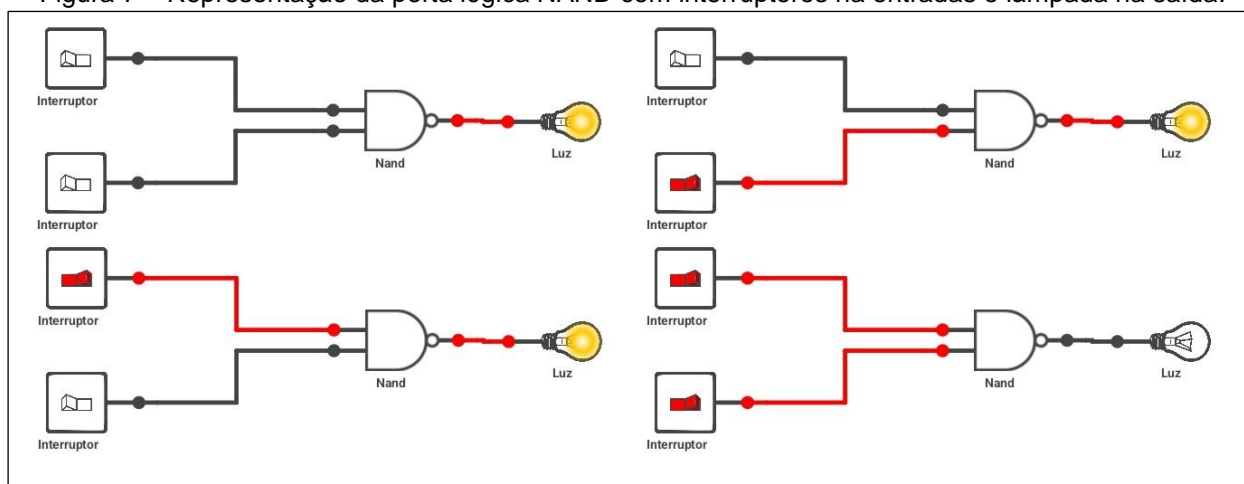 Figura – Representação da porta lógica NAND com interruptores na entradas e lâmpada na saída.
Interruptor
Nand
Luz
Interruptor
Interruptor
Nand
Luz
Interruptor
Interruptor
Nand
Luz
Interruptor
Interruptor
Nand
Luz
Interruptor